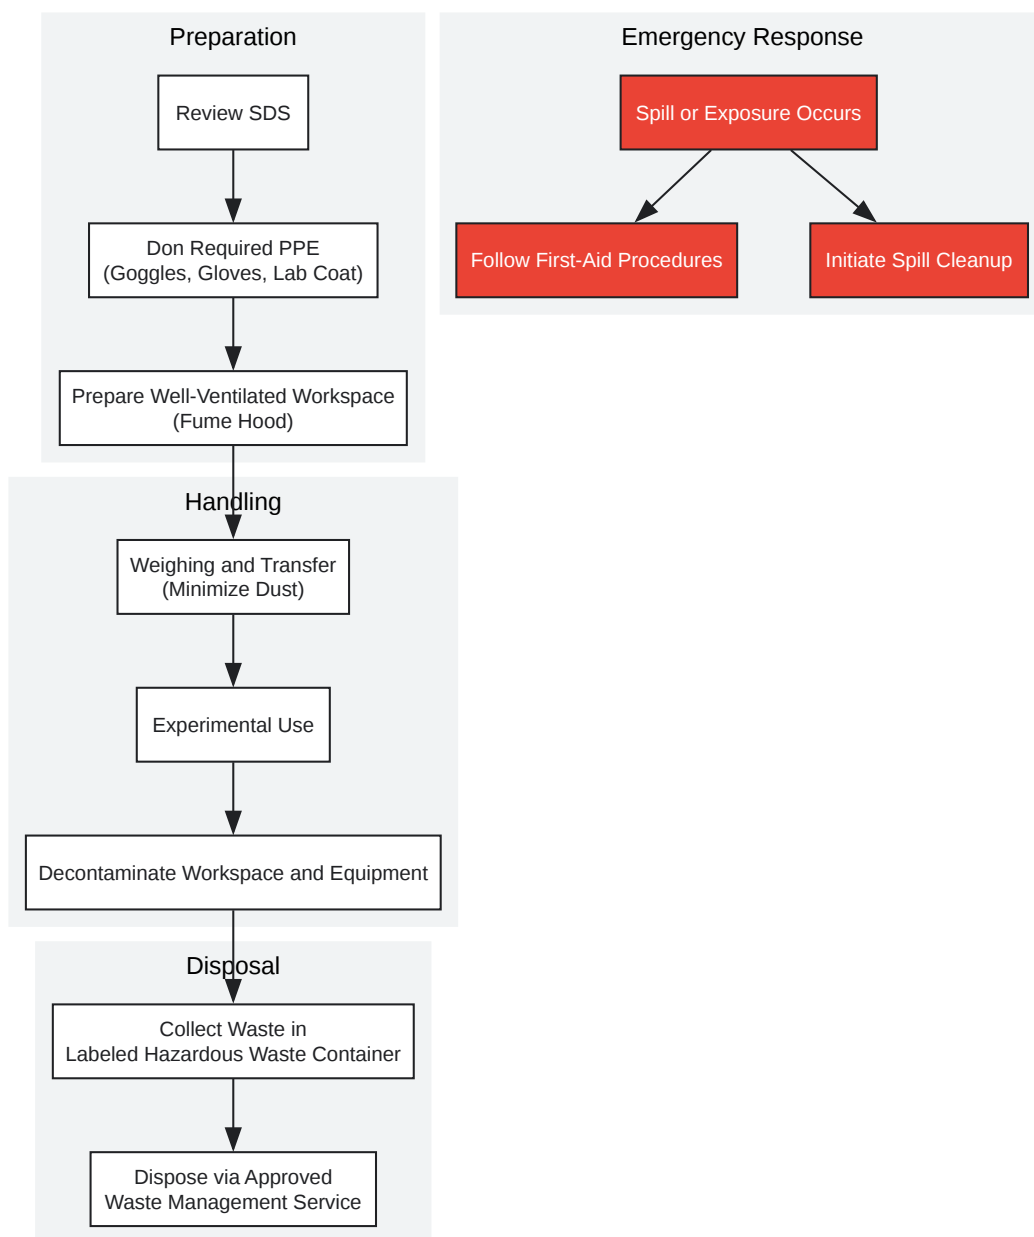 Preparation
Review SDS
Don Required PPE
(Goggles, Gloves, Lab Coat)
Prepare Well-Ventilated Workspace
(Fume Hood)
Handling
Weighing and Transfer
(Minimize Dust)
Experimental Use
Decontaminate Workspace and Equipment
Disposal
Collect Waste in
Labeled Hazardous Waste Container
Dispose via Approved
Waste Management Service
Emergency Response
Spill or Exposure Occurs
Follow First-Aid Procedures
Initiate Spill Cleanup